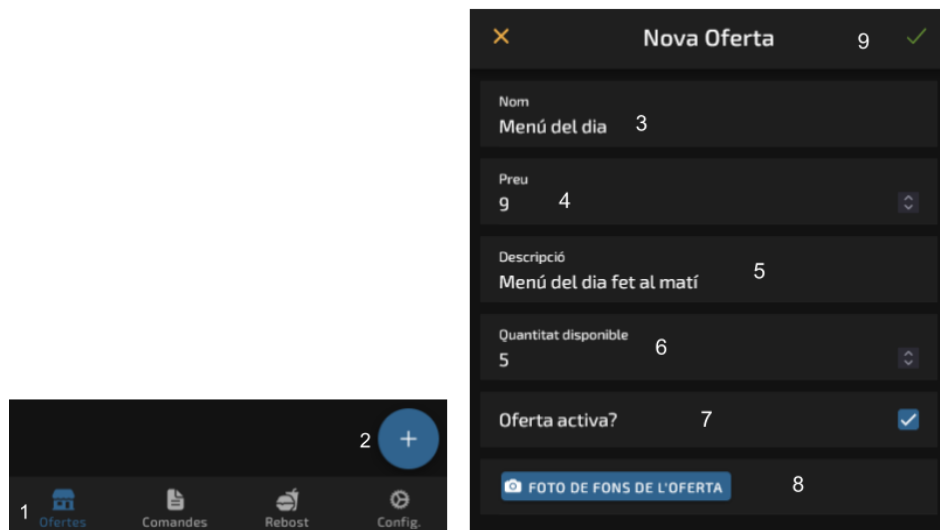 2
1
Ofertes
Comandes
Rebost
Config.
Nova Oferta
9
Nom
Menú del dia
3
Preu
9
4
Descripció
Menú del dia fet al matí
5
Quantitat disponible
5
6
Oferta activa?
7
FOTO DE FONS DE L'OFERTA
8